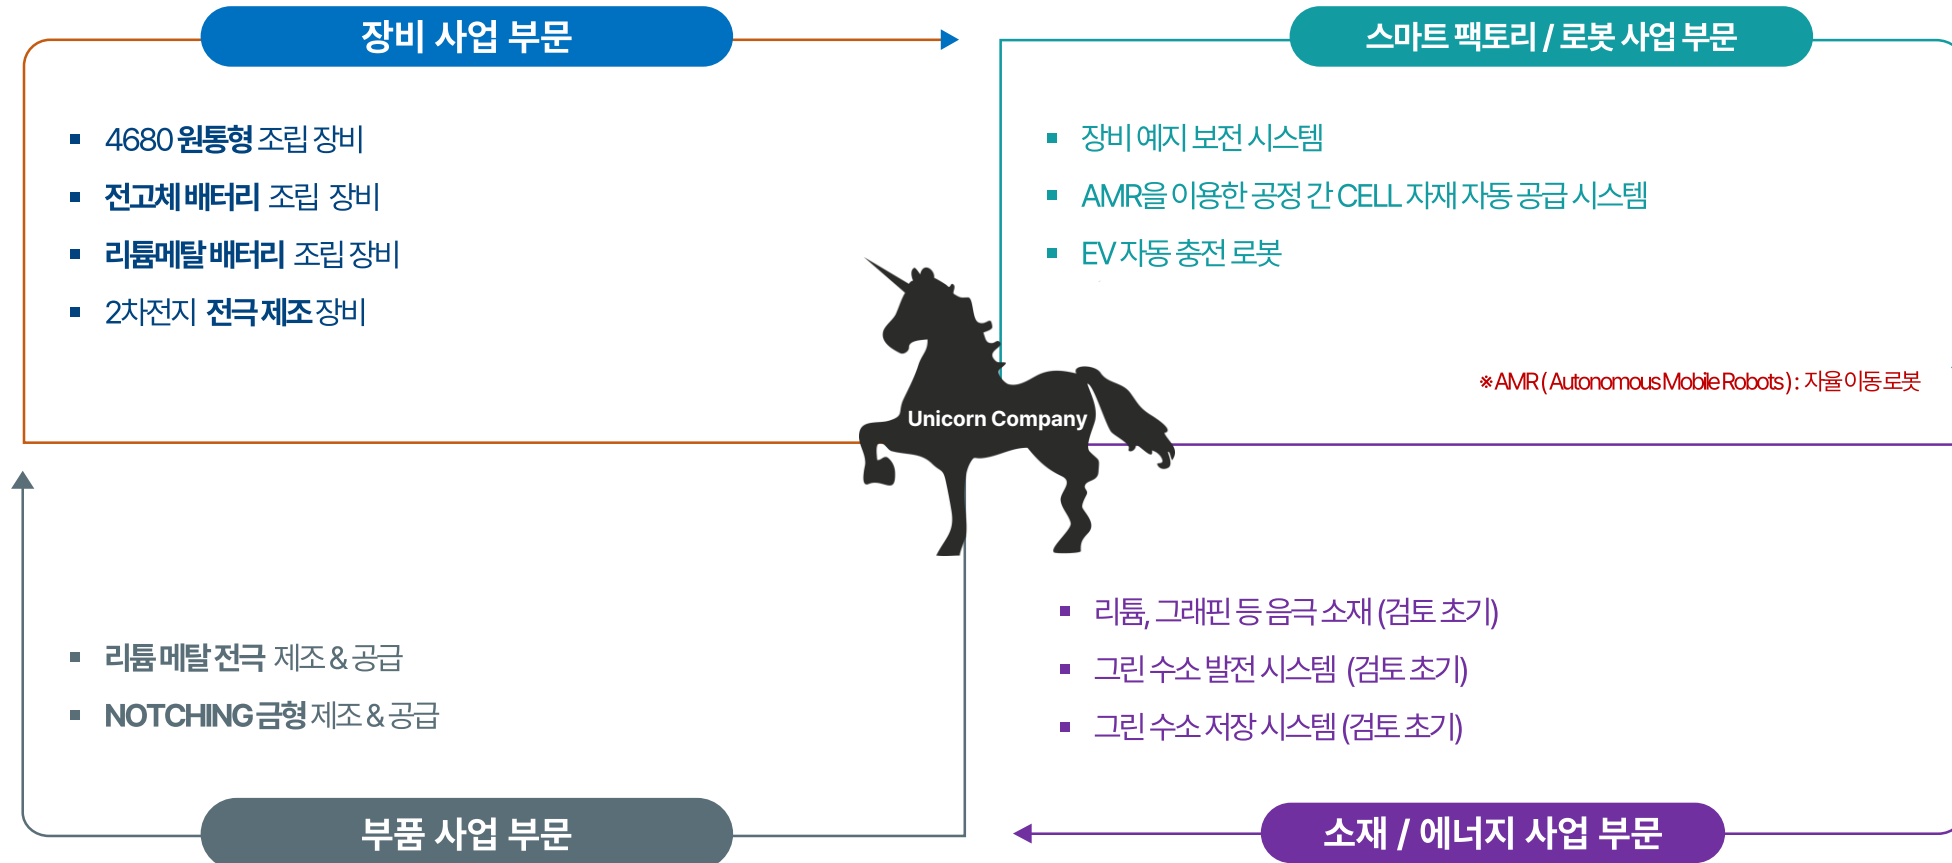 장비 사업 부문
4680 원통형 조립 장비
전고체 배터리 조립 장비
리튬메탈 배터리 조립 장비
2차전지 전극 제조 장비
스마트 팩토리 / 로봇 사업 부문
장비 예지 보전 시스템
AMR을 이용한 공정 간 CELL 자재 자동 공급 시스템
EV 자동 충전 로봇
※ AMR ( Autonomous Mobile Robots ) : 자율 이동 로봇
Unicorn Company
리튬 메탈 전극 제조 & 공급
NOTCHING 금형 제조 & 공급
부품 사업 부문
리튬, 그래핀 등 음극 소재 (검토 초기)
그린 수소 발전 시스템 (검토 초기)
그린 수소 저장 시스템 (검토 초기)
소재 / 에너지 사업 부문